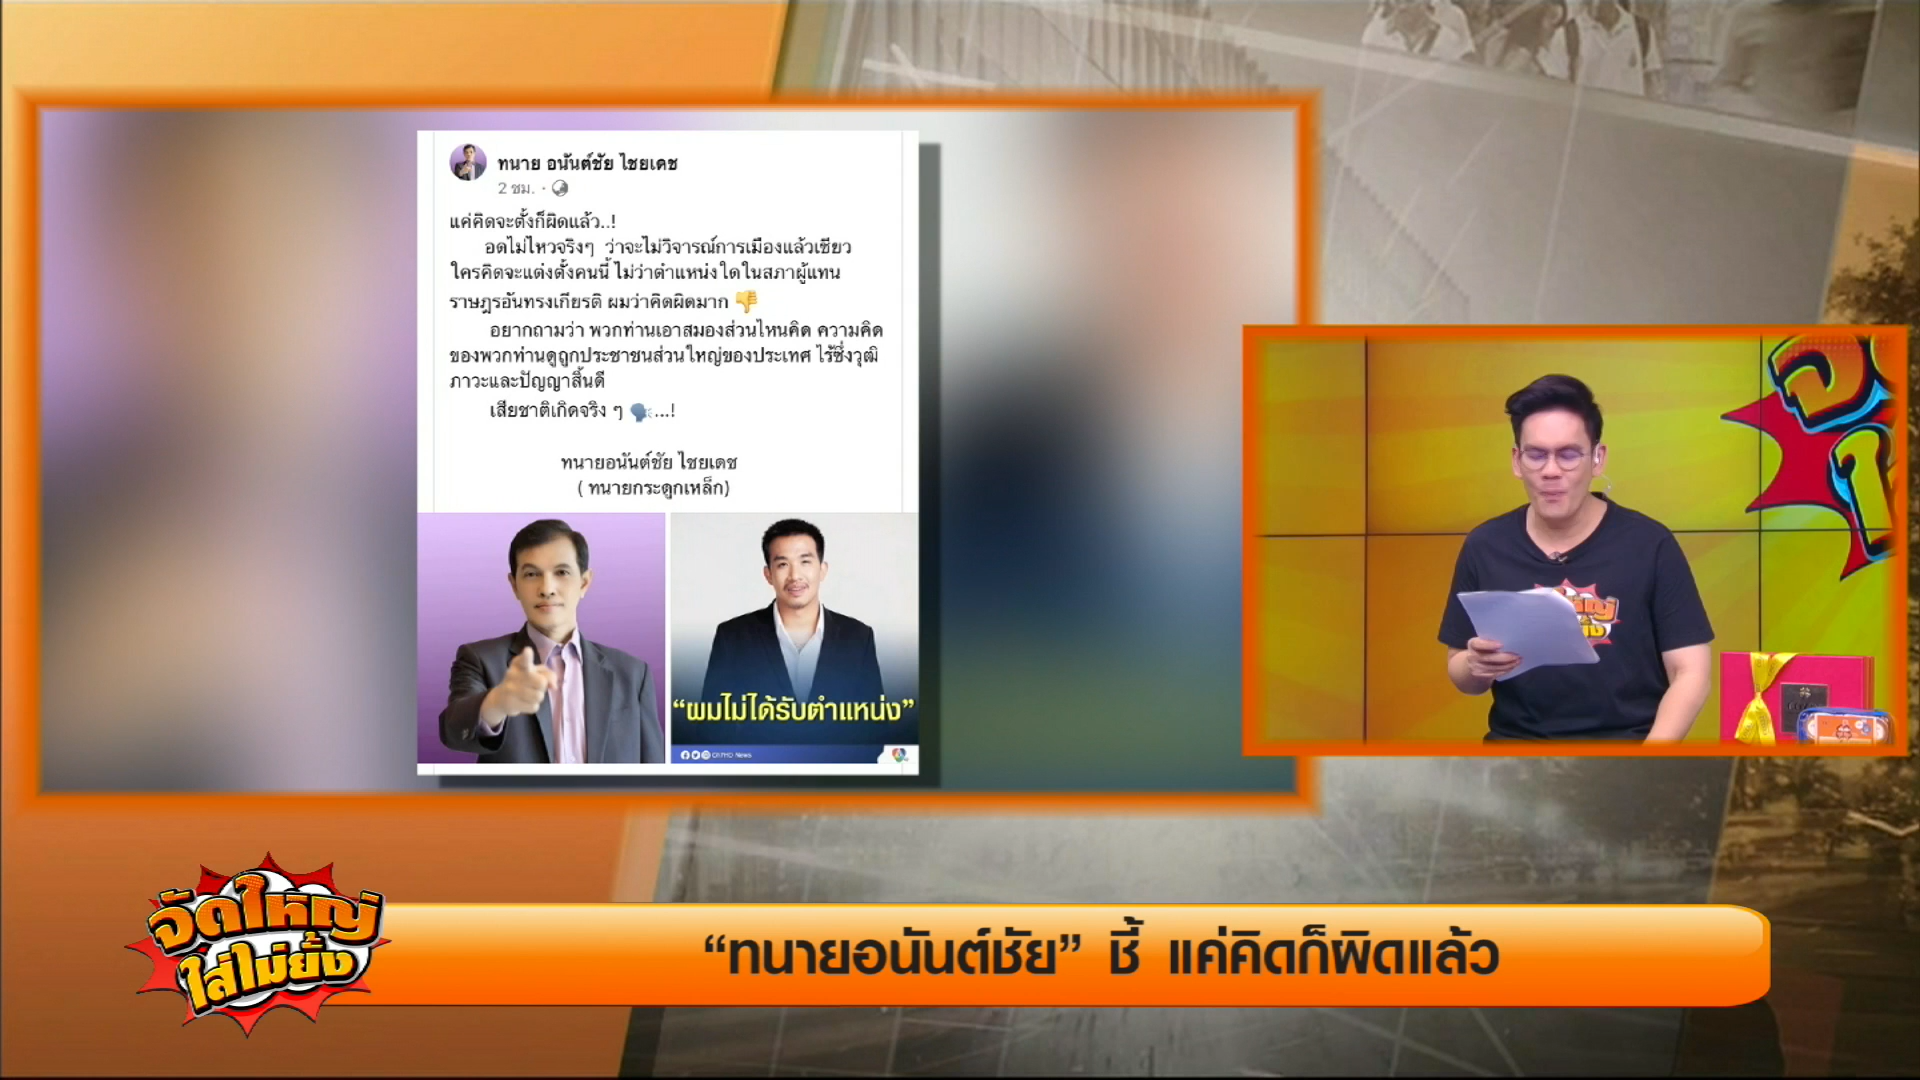 ทนาย อนันต์ชัย ไชยเดช
2 ชม. ·
แค่คิดจะตั้งก็ผิดแล้ว..!
อดไม่ไหวจริงๆ ว่าจะไม่วิจารณ์การเมืองแล้วเชียว
ใครคิดจะแต่งตั้งคนนี้ ไม่ว่าตำแหน่งใดในสภาผู้แทน
ราษฎรอันทรงเกียรติ ผมว่าคิดผิดมาก 👎
อยากถามว่า พวกท่านเอาสมองส่วนไหนคิด ความคิด
ของพวกท่านดูถูกประชาชนส่วนใหญ่ของประเทศ ไร้ซึ่งวุฒิ
ภาวะและปัญญาสิ้นดี
เสียชาติเกิดจริง ๆ 🗣...!
ทนายอนันต์ชัย ไชยเดช
( ทนายกระดูกเหล็ก)
“ผมไม่ได้รับตำแหน่ง”
Ch7HD News
จัดใหญ่
ใส่ไม่ยั้ง
“ทนายอนันต์ชัย” ชี้ แค่คิดก็ผิดแล้ว